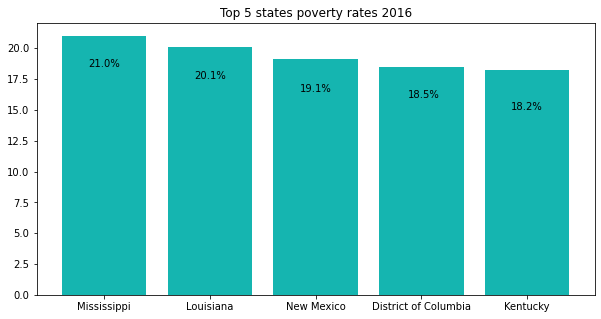 Top 5 states poverty rates 2016
20.0
17.5
15.0
12.5
10.0
7.5
5.0
2.5
0.0
21.0%
20.1%
19.1%
18.5%
18.2%
Mississippi
Louisiana
New Mexico
District of Columbia
Kentucky